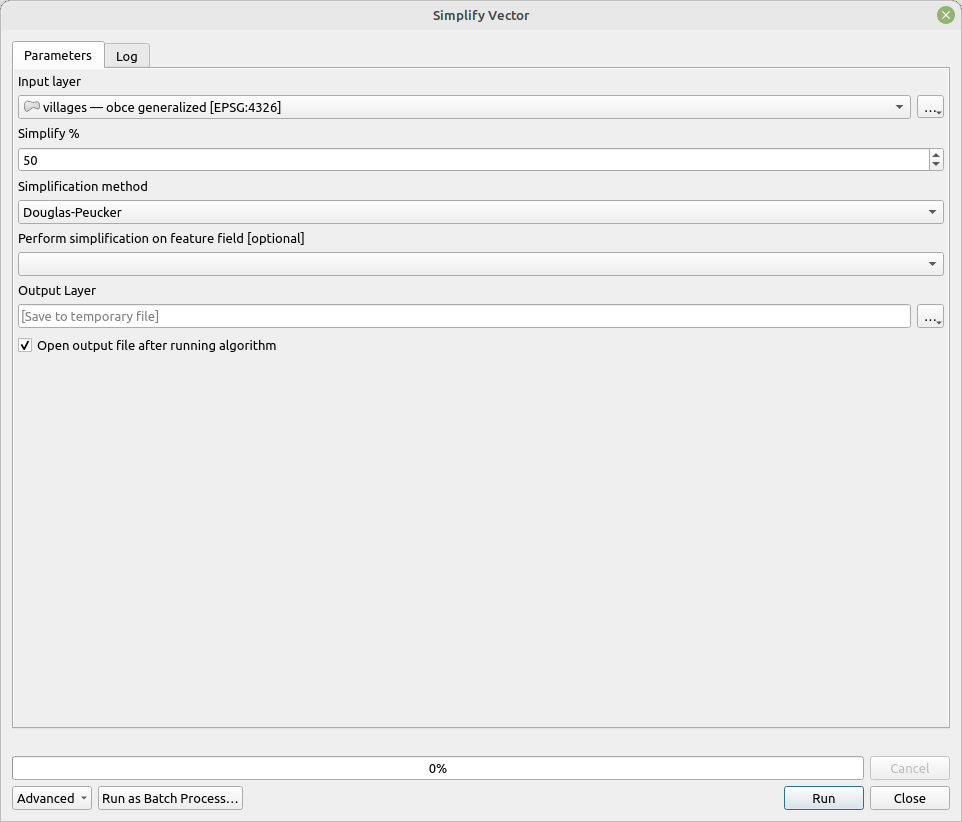 Simplify Vector
Parameters
Log
Input layer
villages — obce generalized [EPSG:4326]
...
Simplify %
50
Simplification method
Douglas-Peucker
Perform simplification on feature field [optional]
Output Layer
[Save to temporary file]
...
Open output file after running algorithm
0%
Cancel
Advanced
Run as Batch Process...
Run
Close